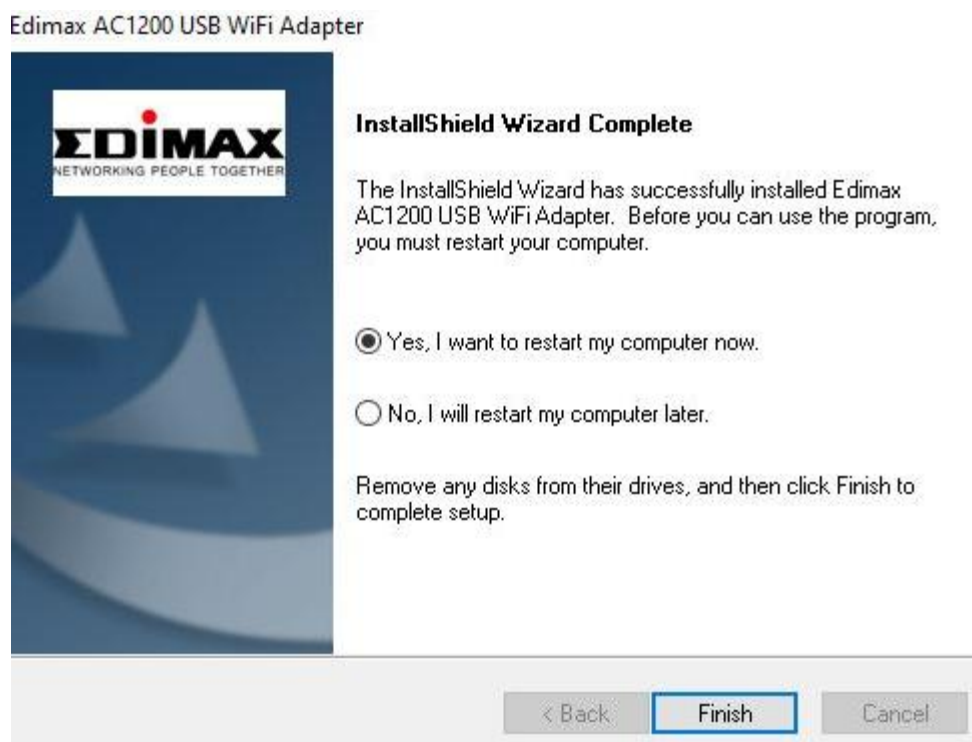 Edimax AC1200 USB WiFi Adapter
ΣDiMAX
NETWORKING PEOPLE TOGETHER
InstallShield Wizard Complete
The InstallShield Wizard has successfully installed Edimax
AC1200 USB WiFi Adapter. Before you can use the program,
you must restart your computer.
Yes, I want to restart my computer now.
No, I will restart my computer later.
Remove any disks from their drives, and then click Finish to
complete setup.
< Back
Finish
Cancel